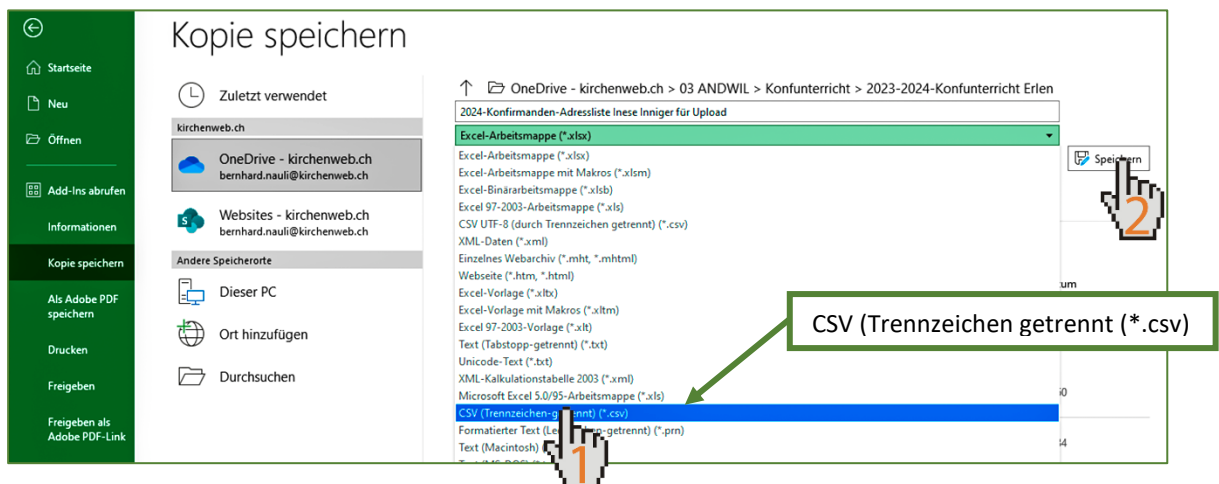 Kopie speichern
Startseite
Neu
Öffnen
Add-Ins abrufen
Informationen
Kopie speichern
Als Adobe PDF
speichern
Drucken
Freigeben
Freigeben als
Adobe PDF-Link
Zuletzt verwendet
kirchenweb.ch
OneDrive - kirchenweb.ch
bernhard.nauli@kirchenweb.ch
Websites - kirchenweb.ch
bernhard.nauli@kirchenweb.ch
Andere Speicherorte
Dieser PC
Ort hinzufügen
Durchsuchen
OneDrive - kirchenweb.ch > 03 ANDWIL > Konfunterricht > 2023-2024-Konfunterricht Erlen
2024-Konfirmanden-Adressliste Inese Inniger für Upload
Excel-Arbeitsmappe (*.xlsx)
Speichern
Excel-Arbeitsmappe (*.xlsx)
Excel-Arbeitsmappe mit Makros (*.xlsm)
Excel-Binärarbeitsmappe (*.xlsb)
Excel 97-2003-Arbeitsmappe (*.xls)
CSV UTF-8 (durch Trennzeichen getrennt) (*.csv)
XML-Daten (*.xml)
Einzelnes Webarchiv (*.mht, *.mhtml)
Webseite (*.htm, *.html)
Excel-Vorlage (*.xltx)
Excel-Vorlage mit Makros (*.xltm)
Excel 97-2003-Vorlage (*.xlt)
Text (Tabstopp-getrennt) (*.txt)
Unicode-Text (*.txt)
XML-Kalkulationstabelle 2003 (*.xml)
Microsoft Excel 5.0/95-Arbeitsmappe (*.xls)
CSV (Trennzeichen-getrennt) (*.csv)
Formatierter Text (Leerzeichen-getrennt) (*.prn)
Text (Macintosh)
2
um
CSV (Trennzeichen getrennt (*.csv)
1